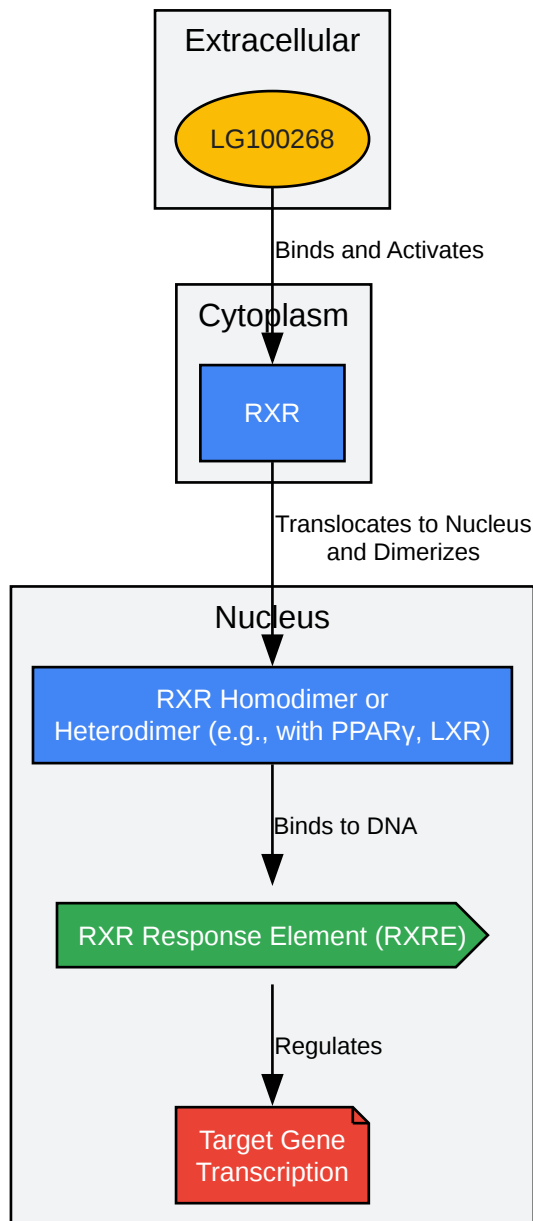 Extracellular
LG100268
Binds and Activates
Cytoplasm
RXR
Translocates to Nucleus
and Dimerizes
Nucleus
RXR Homodimer or
Heterodimer (e.g., with PPARγ, LXR)
Binds to DNA
RXR Response Element (RXRE)
Regulates
Target Gene
Transcription